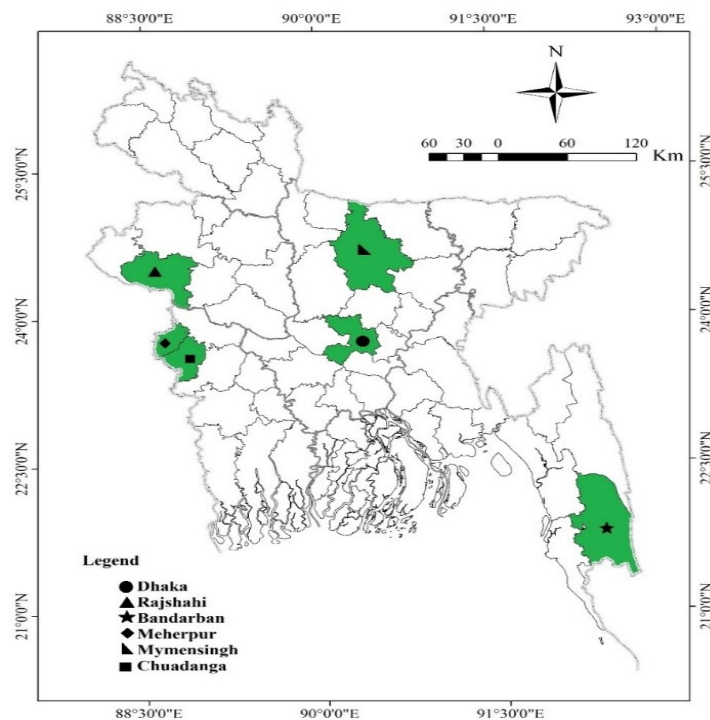 88°30'0"E 90°0'0"E 91°30'0"E 93°0'0"E
N
60 30 0 60 120
Km
25°30'0"N 25°30'0"N
24°0'0"N 24°0'0"N
22°30'0"N 22°30'0"N
21°0'0"N 21°0'0"N
Legend
Dhaka
Rajshahi
Bandarban
Meherpur
Mymensingh
Chuadanga
88°30'0"E 90°0'0"E 91°30'0"E